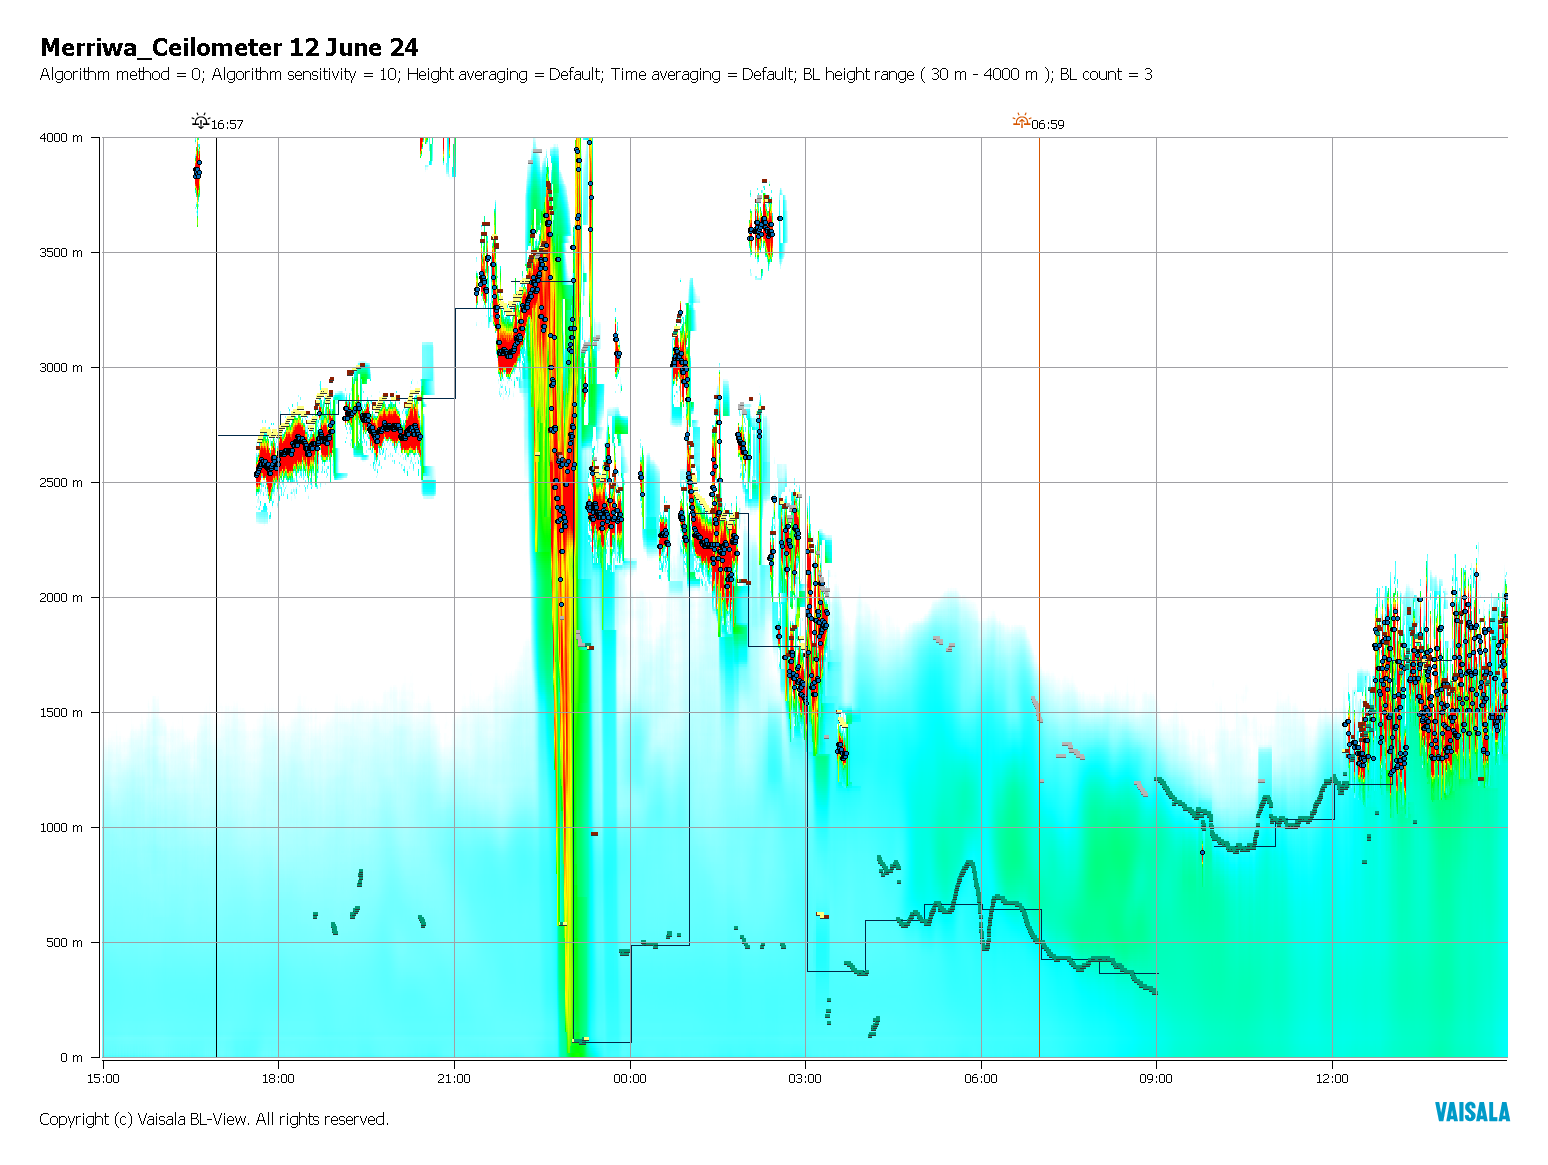 Merriwa_Ceilometer 12 June 24
Algorithm method = 0; Algorithm sensitivity = 10; Height averaging = Default; Time averaging = Default; BL height range ( 30 m - 4000 m ); BL count = 3
16:57
06:59
4000 m
3500 m
3000 m
2500 m
2000 m
1500 m
1000 m
500 m
0 m
15:00
18:00
21:00
00:00
03:00
06:00
09:00
12:00
Copyright (c) Vaisala BL-View. All rights reserved.
VAISALA